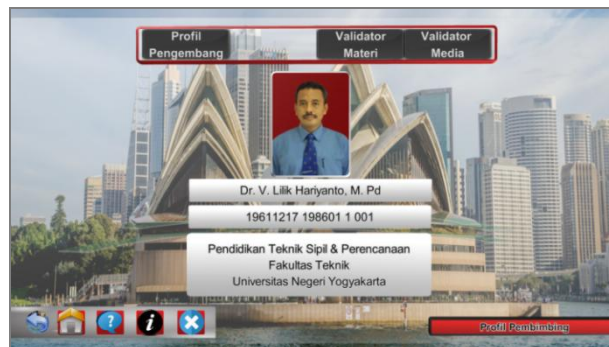 Profil
Pengembang
Validator
Materi
Validator
Media
Dr. V. Lilik Hariyanto, M. Pd
19611217 198601 1 001
Pendidikan Teknik Sipil & Perencanaan
Fakultas Teknik
Universitas Negeri Yogyakarta
Profil Pembimbing